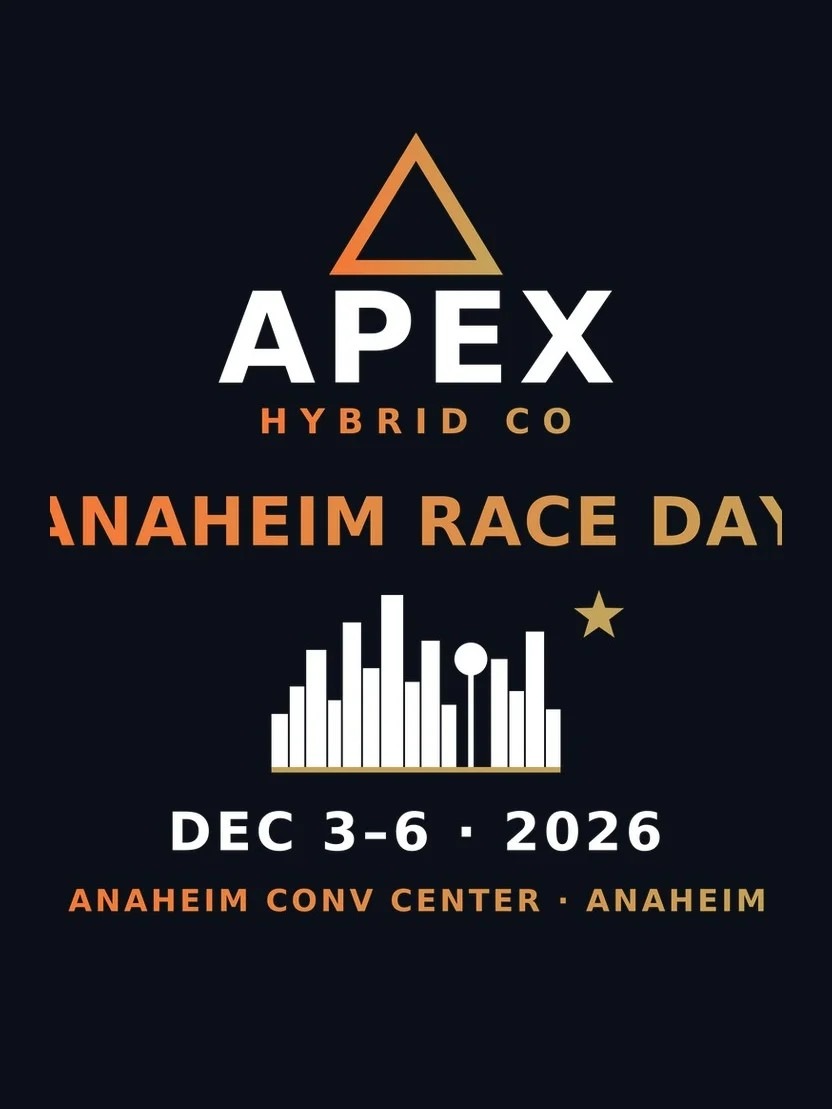 APEX
HYBRID CO
ANAHEIM RACE DAY
DEC 3–6 · 2026
ANAHEIM CONV CENTER · ANAHEIM